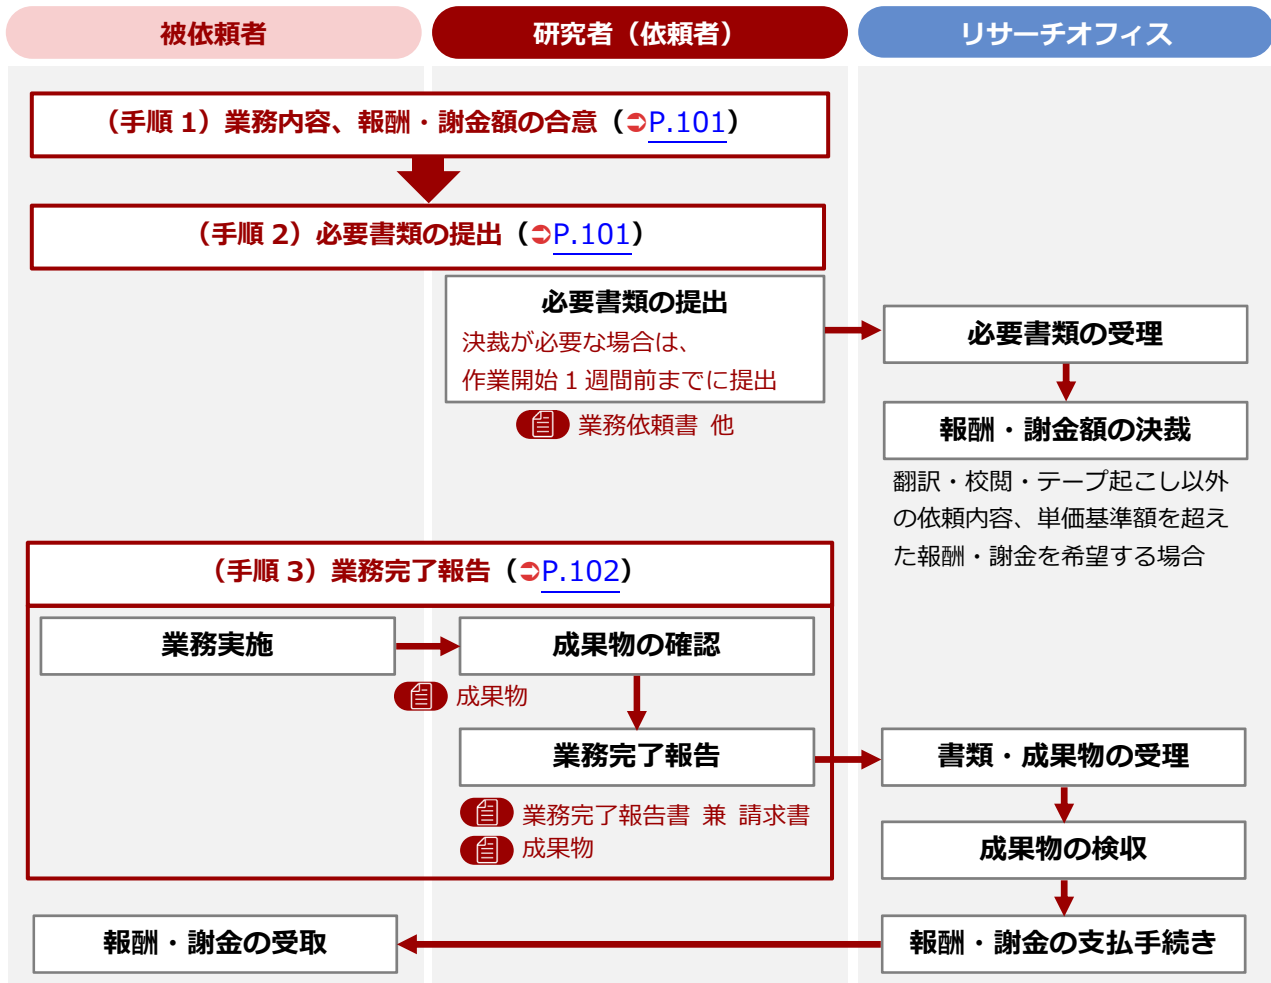 被依頼者
研究者（依頼者）
リサーチオフィス
（手順 1）業務内容、報酬・謝金額の合意（➲P.101）
（手順 2）必要書類の提出（➲P.101）
必要書類の提出
決裁が必要な場合は、
作業開始 1 週間前までに提出
業務依頼書 他
必要書類の受理
報酬・謝金額の決裁
翻訳・校閲・テープ起こし以外
の依頼内容、単価基準額を超え
た報酬・謝金を希望する場合
（手順 3）業務完了報告（➲P.102）
業務実施
成果物の確認
成果物
業務完了報告
業務完了報告書 兼 請求書
成果物
書類・成果物の受理
成果物の検収
報酬・謝金の支払手続き
報酬・謝金の受取